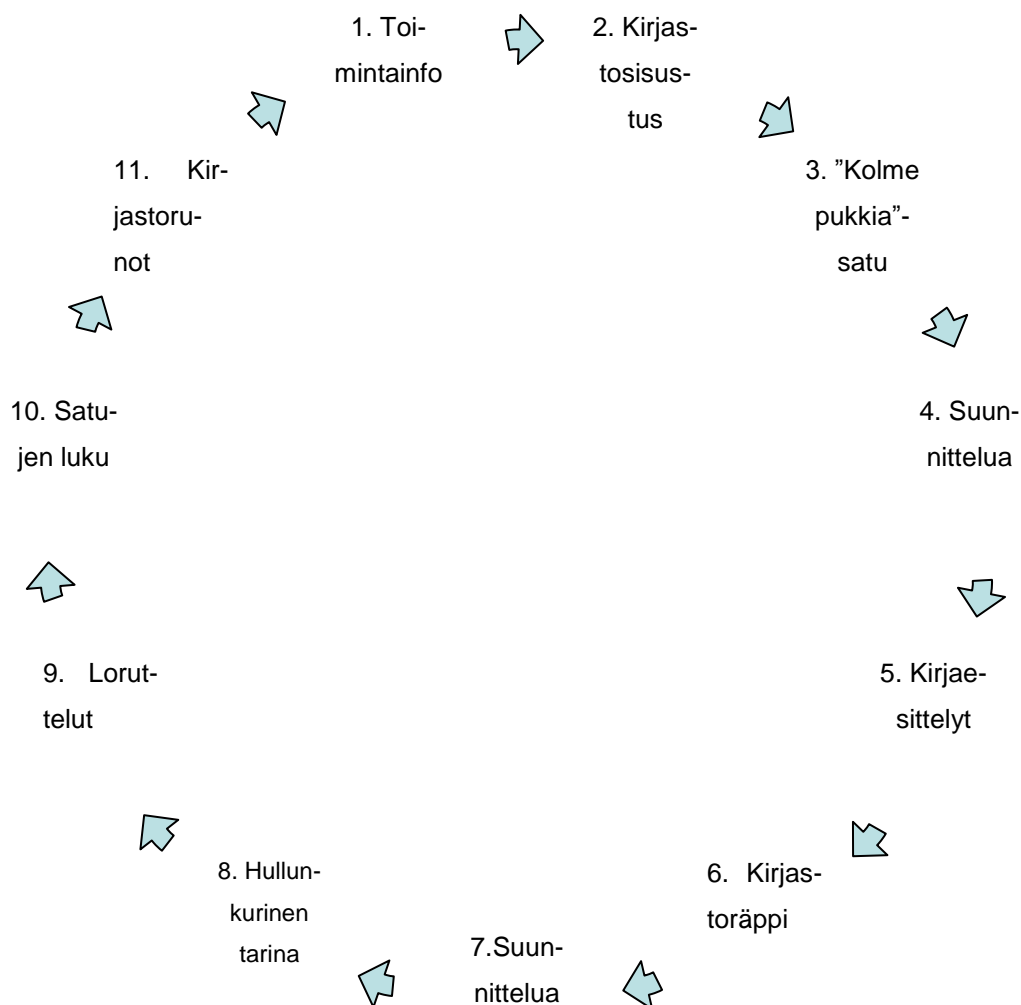 1. Toi-
mintainfo
2. Kirjas-
tosisus-
tus
3. ”Kolme
pukkia”-
satu
4. Suun-
nittelua
5. Kirjae-
sittelyt
6. Kirjas-
toräppi
7.Suun-
nittelua
8. Hullun-
kurinen
tarina
9. Lorut-
telut
10. Satu-
jen luku
11. Kir-
jastoru-
not